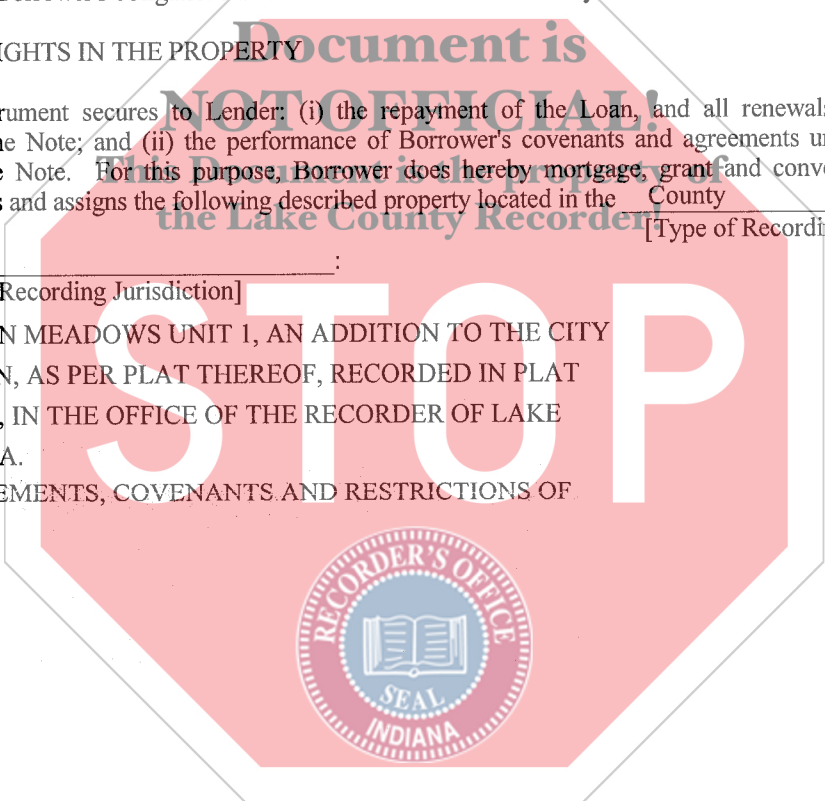 Document is
IGHTS IN THE PROPERTY
NOT OFFICIAL!
rument secures to Lender: (i) the repayment of the Loan, and all renewals
e Note; and (ii) the performance of Borrower's covenants and agreements u
This Document is the property of
e Note. For this purpose, Borrower does hereby mortgage, grant and conv
s and assigns the following described property located in the County
the Lake County Recorder!
[Type of Recordi
:
Recording Jurisdiction]
N MEADOWS UNIT 1, AN ADDITION TO THE CITY
N, AS PER PLAT THEREOF, RECORDED IN PLAT
, IN THE OFFICE OF THE RECORDER OF LAKE
A.
EMENTS, COVENANTS AND RESTRICTIONS OF
STOP
RECORDER'S OFFICE
SEAL
INDIANA